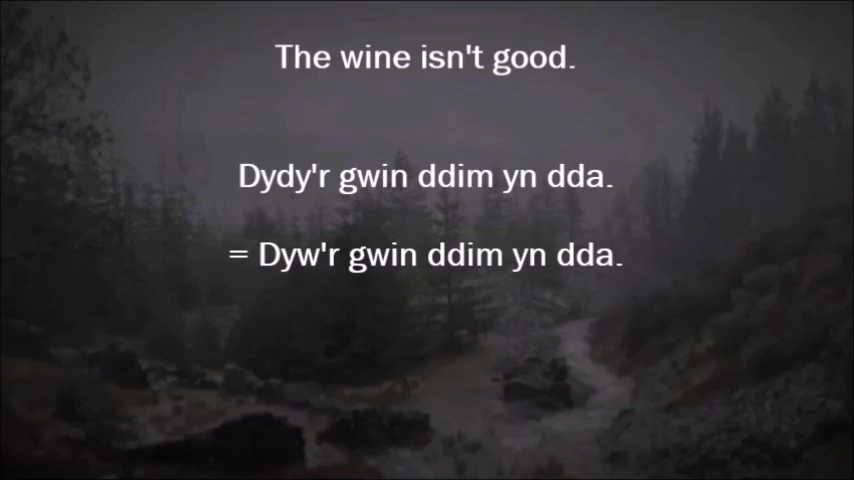 The wine isn't good.
Dydy'r gwin ddim yn dda.
= Dyw'r gwin ddim yn dda.